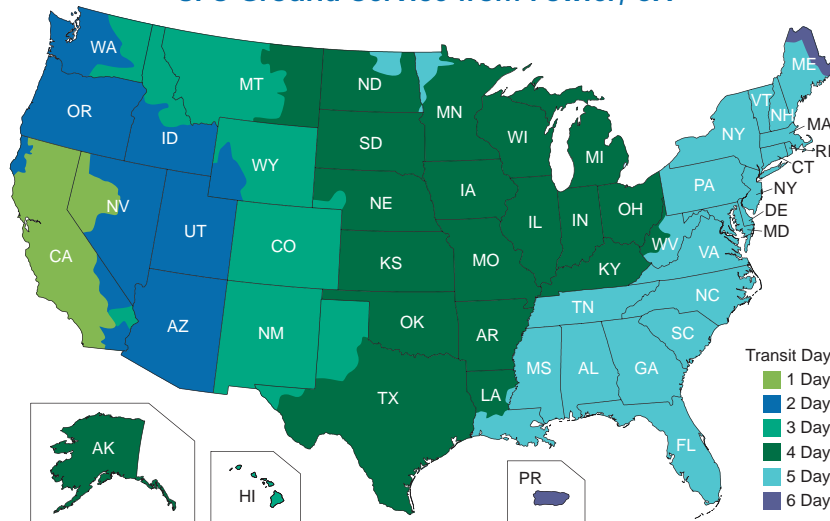 WA
MT
ND
MN
ME
VT
NH
MA
RI
CT
NY
NY
OR
ID
WY
SD
WI
MI
PA
DE
MD
NV
UT
CO
NE
IA
IL
IN
OH
WV
VA
CA
AZ
NM
KS
MO
KY
NC
TN
OK
AR
SC
TX
LA
MS
AL
GA
FL
AK
HI
PR
Transit Day
1 Day
2 Day
3 Day
4 Day
5 Day
6 Day